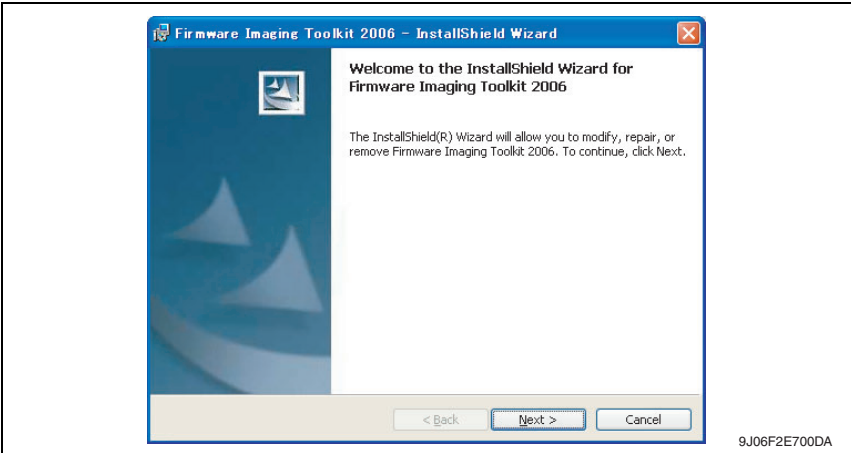 Firmware Imaging Toolkit 2006 - InstallShield Wizard
Welcome to the InstallShield Wizard for
Firmware Imaging Toolkit 2006
The InstallShield(R) Wizard will allow you to modify, repair, or
remove Firmware Imaging Toolkit 2006. To continue, click Next.
< Back Next > Cancel
9J06F2E700DA